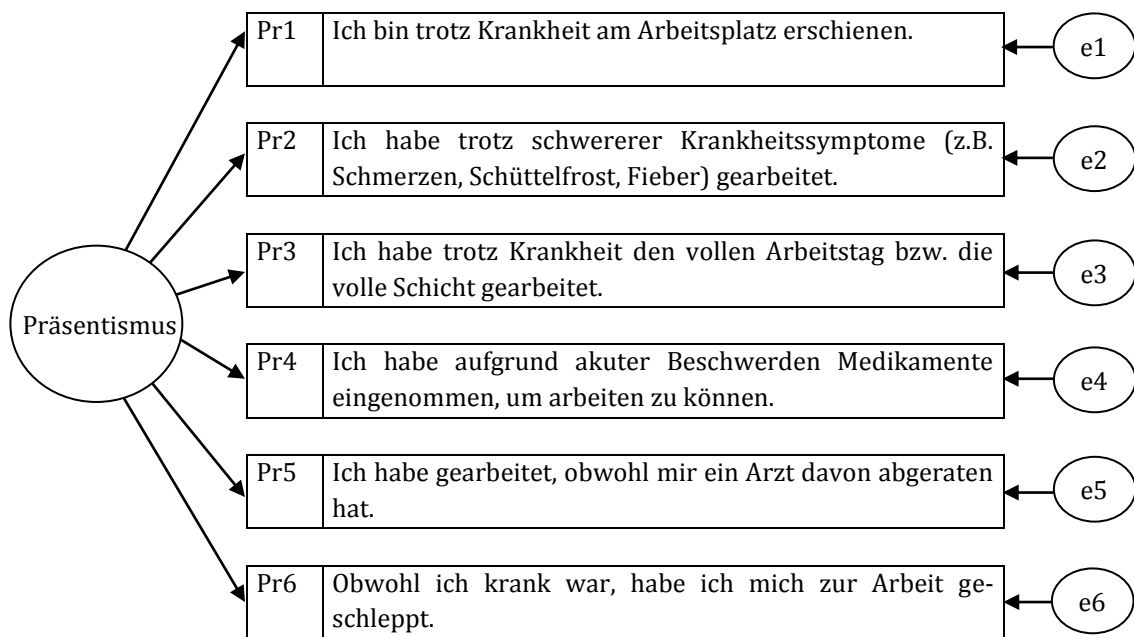 Pr1 Ich bin trotz Krankheit am Arbeitsplatz erschienen.
e1
Pr2 Ich habe trotz schwererer Krankheitssymptome (z.B.
Schmerzen, Schüttelfrost, Fieber) gearbeitet.
e2
Pr3 Ich habe trotz Krankheit den vollen Arbeitstag bzw. die
volle Schicht gearbeitet.
e3
Präsentismus
Pr4 Ich habe aufgrund akuter Beschwerden Medikamente
eingenommen, um arbeiten zu können.
e4
Pr5 Ich habe gearbeitet, obwohl mir ein Arzt davon abgeraten
hat.
e5
Pr6 Obwohl ich krank war, habe ich mich zur Arbeit ge-
schleppt.
e6